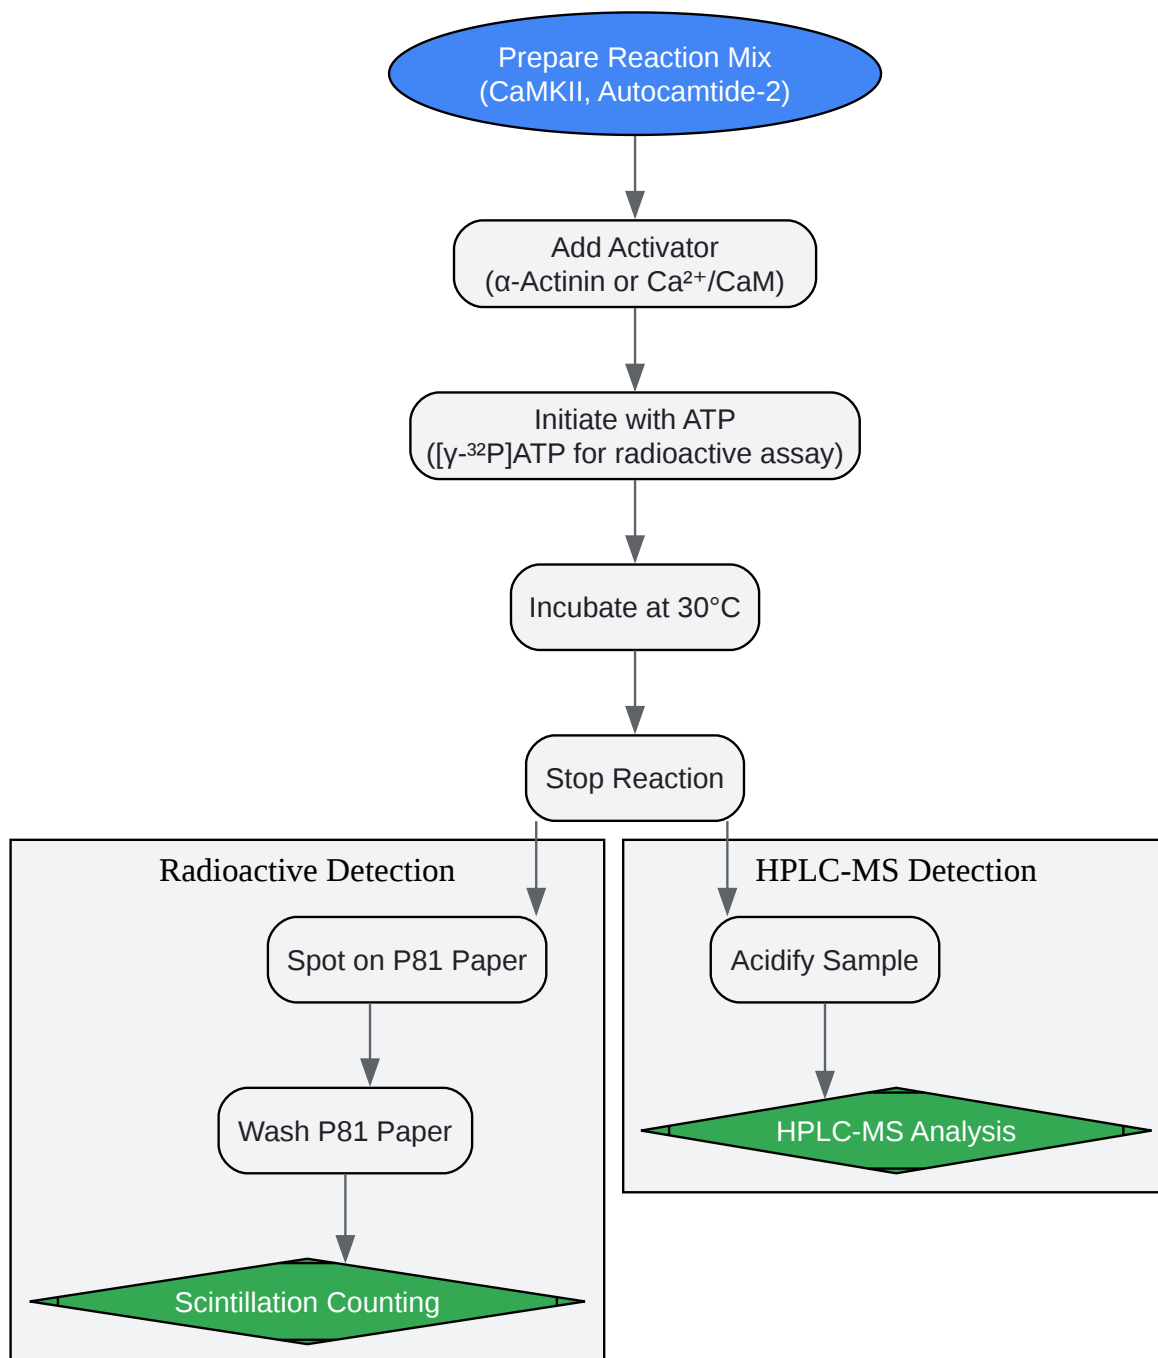 Prepare Reaction Mix
(CaMKII, Autocamtide-2)
Add Activator
(α-Actinin or Ca²⁺/CaM)
Initiate with ATP
([γ-³²P]ATP for radioactive assay)
Incubate at 30°C
Stop Reaction
Radioactive Detection
Spot on P81 Paper
Wash P81 Paper
Scintillation Counting
HPLC-MS Detection
Acidify Sample
HPLC-MS Analysis